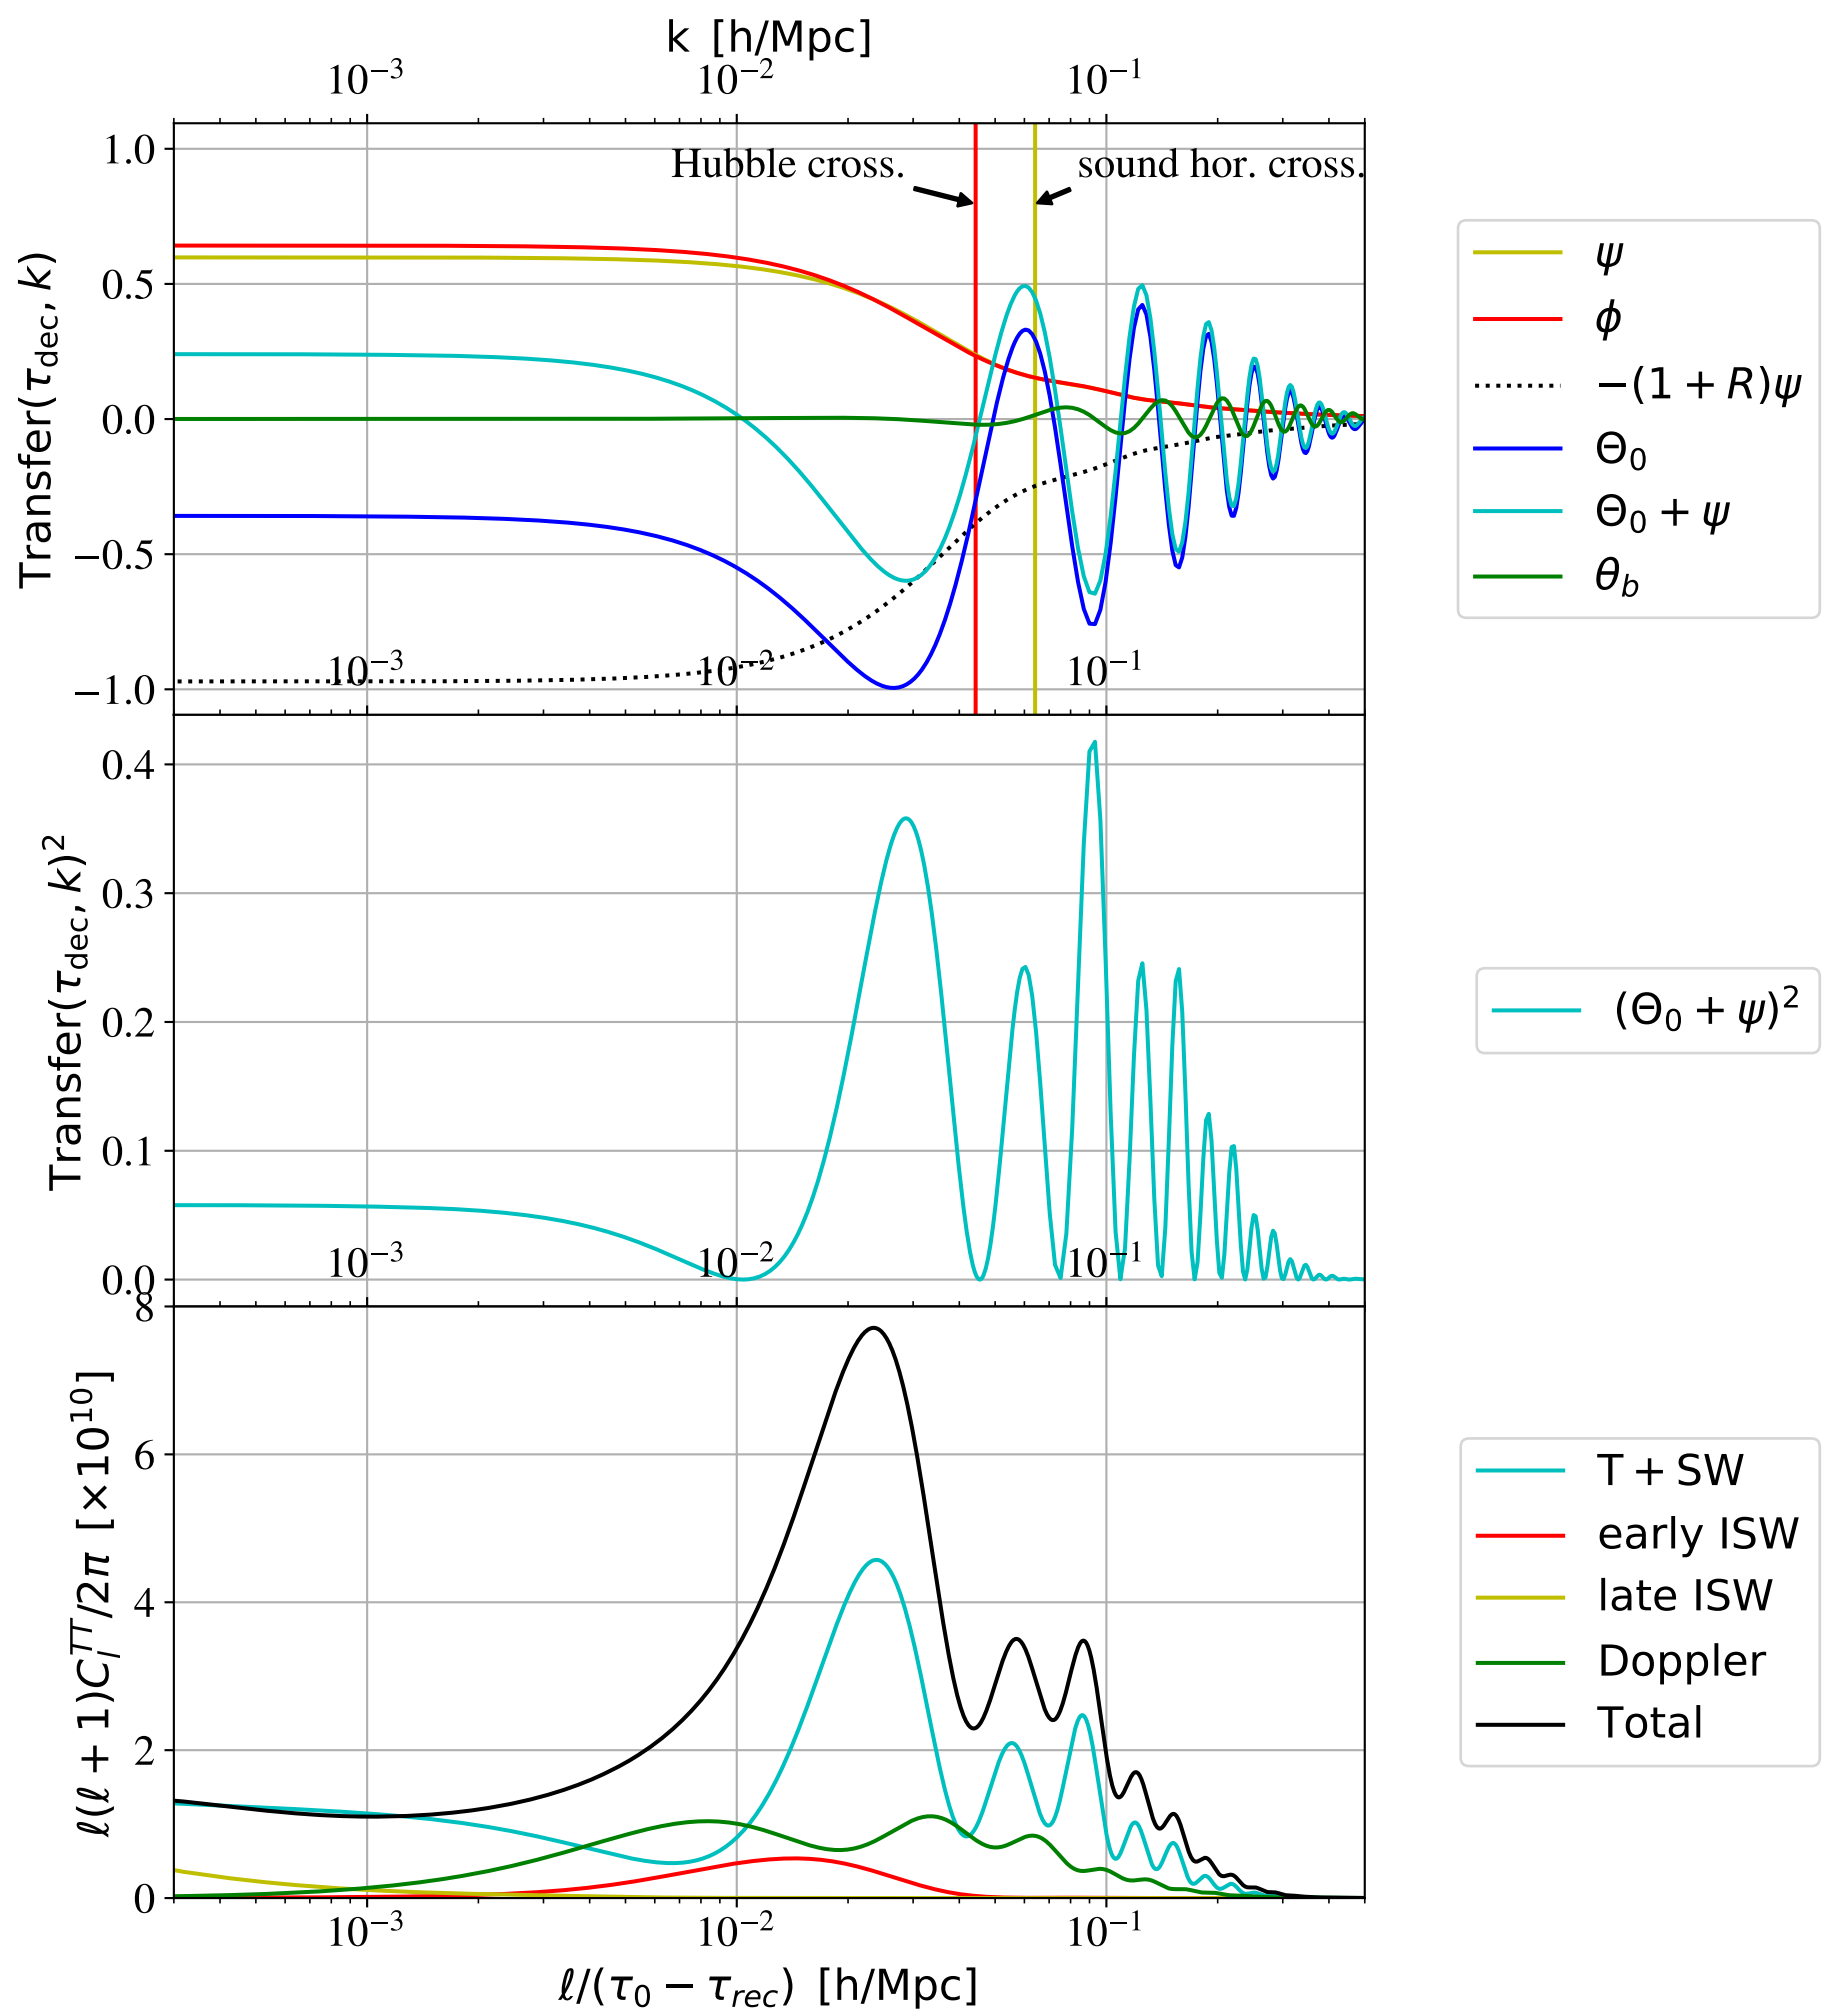 k [h/Mpc]
10⁻³ 10⁻² 10⁻¹
Transfer(τ_dec, k)
1.0
0.5
0.0
−0.5
−1.0
Hubble cross.
sound hor. cross.
10⁻³ 10⁻² 10⁻¹
ψ
ϕ
−(1 + R)ψ
Θ₀
Θ₀ + ψ
θ_b
Transfer(τ_dec, k)²
0.4
0.3
0.2
0.1
0.0
10⁻³ 10⁻² 10⁻¹
(Θ₀ + ψ)²
ℓ(ℓ + 1)C_l^TT/2π [×10¹⁰]
8
6
4
2
0
T + SW
early ISW
late ISW
Doppler
Total
10⁻³ 10⁻² 10⁻¹
ℓ/(τ₀ − τ_rec) [h/Mpc]